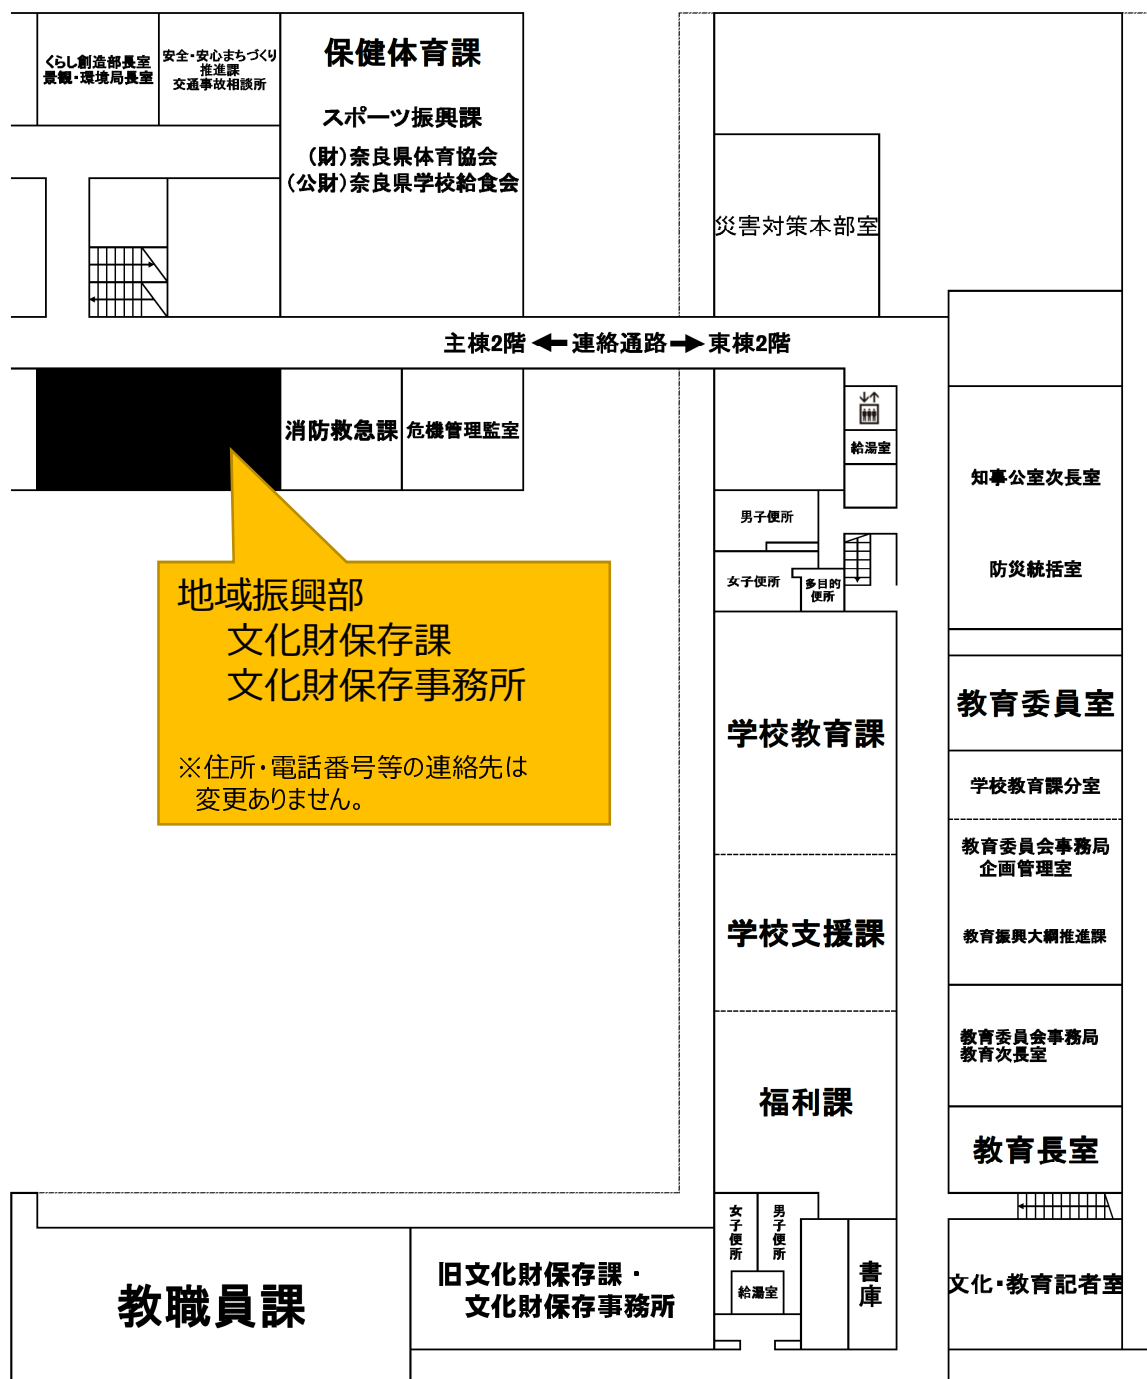 くらし創造部長室
景観・環境局長室
安全・安心まちづくり
推進課
交通事故相談所
保健体育課
スポーツ振興課
（財）奈良県体育協会
（公財）奈良県学校給食会
災害対策本部室
主棟2階 ← 連絡通路 → 東棟2階
消防救急課
危機管理監室
給湯室
知事公室次長室
防災統括室
男子便所
女子便所
多目的
便所
地域振興部
文化財保存課
文化財保存事務所
※住所・電話番号等の連絡先は
変更ありません。
学校教育課
教育委員室
学校教育課分室
教育委員会事務局
企画管理室
学校支援課
教育振興大綱推進課
教育委員会事務局
教育次長室
福利課
教育長室
女子便所
男子便所
給湯室
書庫
教職員課
旧文化財保存課・
文化財保存事務所
文化・教育記者室